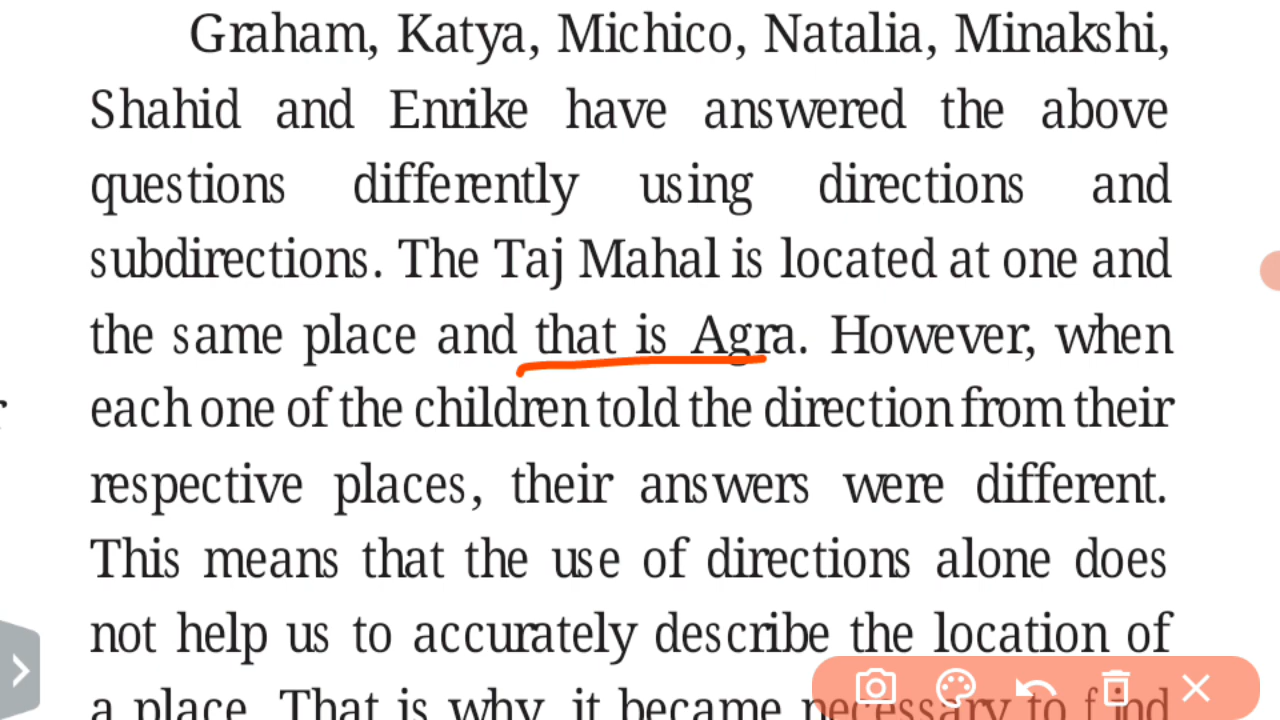 Graham, Katya, Michico, Natalia, Minakshi,
Shahid and Enrike have answered the above
questions differently using directions and
subdirections. The Taj Mahal is located at one and
the same place and that is Agra. However, when
each one of the children told the direction from their
respective places, their answers were different.
This means that the use of directions alone does
not help us to accurately describe the location of
a place. That is why, it became necessary to find